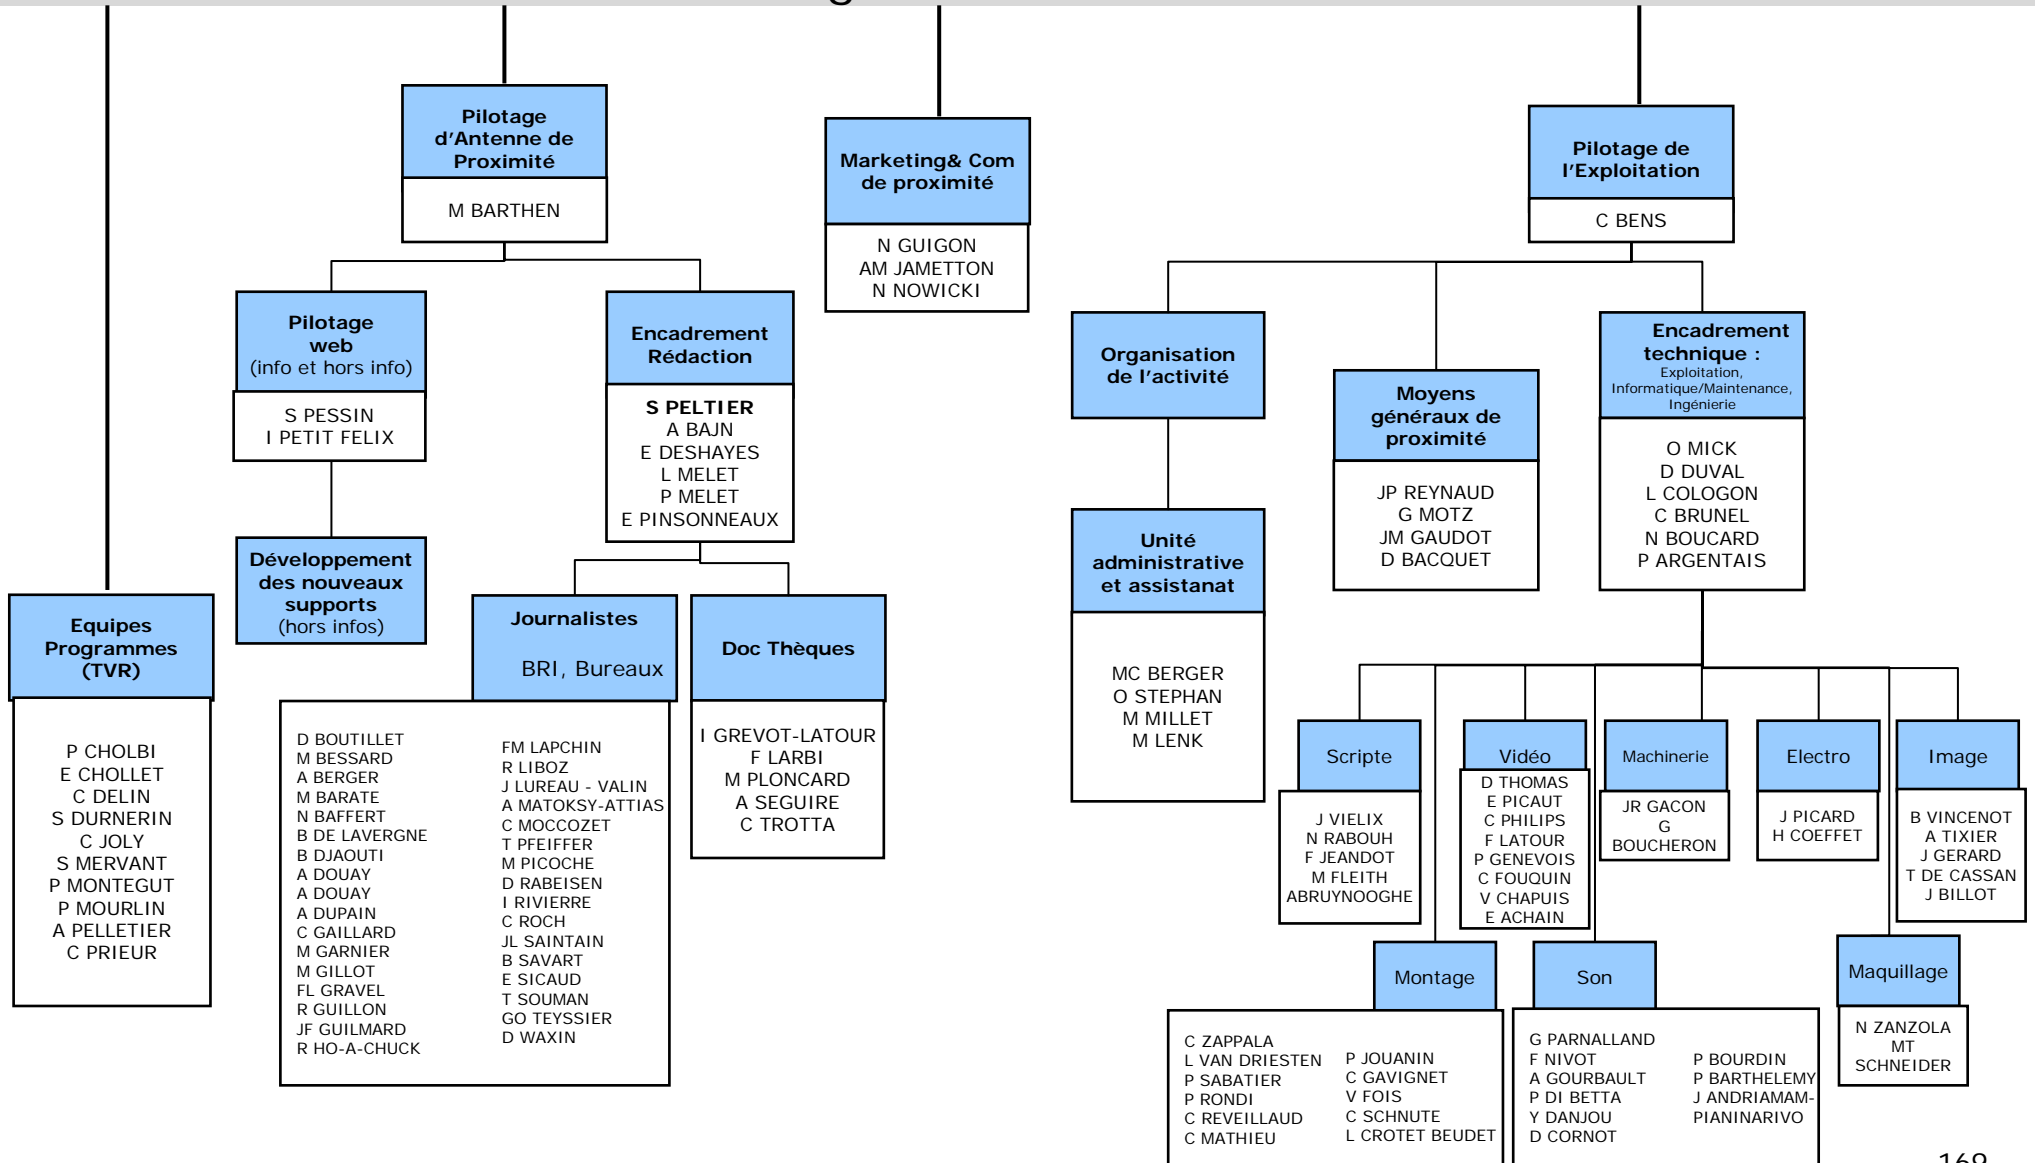 Pilotage
d'Antenne de
Proximité
M BARTHEN
Marketing& Com
de proximité
N GUIGON
AM JAMETTON
N NOWICKI
Pilotage de
l'Exploitation
C BENS
Pilotage
web
(info et hors info)
S PESSIN
I PETIT FELIX
Encadrement
Rédaction
S PELTIER
A BAJN
E DESHAYES
L MELET
P MELET
E PINSONNEAUX
Organisation
de l'activité
Moyens
généraux de
proximité
JP REYNAUD
G MOTZ
JM GAUDOT
D BACQUET
Encadrement
technique :
Exploitation,
Informatique/Maintenance,
Ingénierie
O MICK
D DUVAL
L COLOGON
C BRUNEL
N BOUCARD
P ARGENTAIS
Développement
des nouveaux
supports
(hors infos)
Unité
administrative
et assistanat
MC BERGER
O STEPHAN
M MILLET
M LENK
Equipes
Programmes
(TVR)
P CHOLBI
E CHOLLET
C DELIN
S DURNERIN
C JOLY
S MERVANT
P MONTEGUT
P MOURLIN
A PELLETIER
C PRIEUR
Journalistes
BRI, Bureaux
D BOUTILLET
M BESSARD
A BERGER
M BARATE
N BAFFERT
B DE LAVERGNE
B DJAOUTI
A DOUAY
A DOUAY
A DUPAIN
C GAILLARD
M GARNIER
M GILLOT
FL GRAVEL
R GUILLON
JF GUILMARD
R HO-A-CHUCK
FM LAPCHIN
R LIBOZ
J LUREAU - VALIN
A MATOKSY-ATTIAS
C MOCCOZET
T PFEIFFER
M PICOCHE
D RABEISEN
I RIVIERRE
C ROCH
JL SAINTAIN
B SAVART
E SICAUD
T SOUMAN
GO TEYSSIER
D WAXIN
Doc Thèques
I GREVOT-LATOUR
F LARBI
M PLONCARD
A SEGUIRE
C TROTTA
Scripte
J VIELIX
N RABOUH
F JEANDOT
M FLEITH
ABRUYNOOGHE
Vidéo
D THOMAS
E PICAUT
C PHILIPS
F LATOUR
P GENEVOIS
C FOUQUIN
V CHAPUIS
E ACHAIN
Machinerie
JR GACON
G
BOUCHERON
Electro
J PICARD
H COEFFET
Image
B VINCENOT
A TIXIER
J GERARD
T DE CASSAN
J BILLOT
Montage
C ZAPPALA
L VAN DRIESTEN
P SABATIER
P RONDI
C REVEILLAUD
C MATHIEU
P JOUANIN
C GAVIGNET
V FOIS
C SCHNUTE
L CROTET BEUDET
Son
G PARNALLAND
F NIVOT
A GOURBAULT
P DI BETTA
Y DANJOU
D CORNOT
P BOURDIN
P BARTHELEMY
J ANDRIAMAM-
PIANINARIVO
Maquillage
N ZANZOLA
MT
SCHNEIDER
169